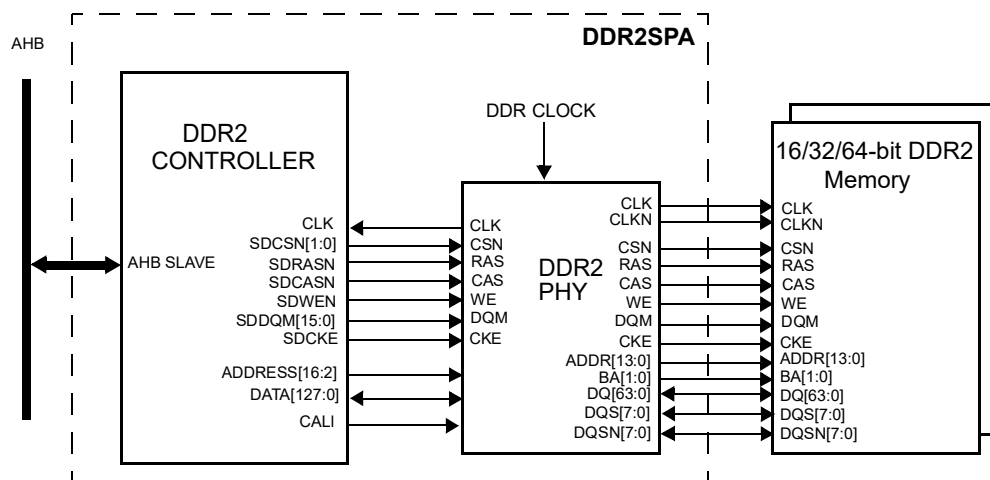 AHB
DDR2SPA
DDR2
CONTROLLER
AHB SLAVE
CLK
SDCSN[1:0]
SDRASN
SDCASN
SDWEN
SDDQM[15:0]
SDCKE
ADDRESS[16:2]
DATA[127:0]
CALI
DDR CLOCK
CLK
CSN
RAS
CAS
WE
DQM
CKE
DDR2
PHY
CLK
CLKN
CSN
RAS
CAS
WE
DQM
CKE
ADDR[13:0]
BA[1:0]
DQ[63:0]
DQS[7:0]
DQSN[7:0]
16/32/64-bit DDR2
Memory
CLK
CLKN
CSN
RAS
CAS
WE
DQM
CKE
ADDR[13:0]
BA[1:0]
DQ[63:0]
DQS[7:0]
DQSN[7:0]